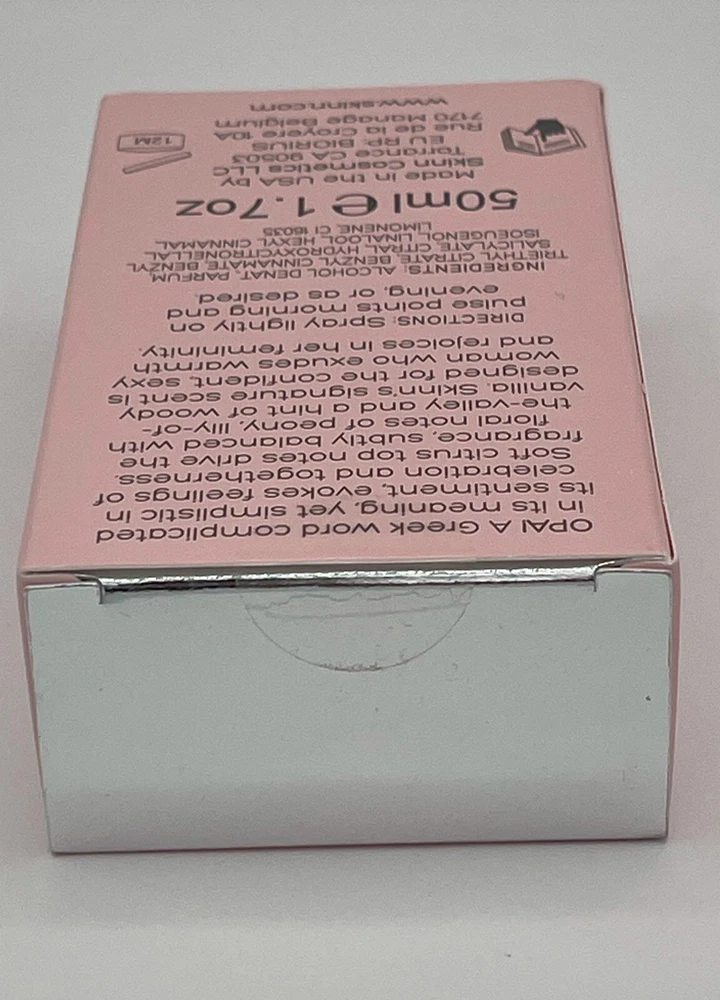 OPA! A Greek word complicated
in its meaning, yet simplistic in
its sentiment, evokes feelings of
celebration and togetherness.
Soft citrus top notes drive the
fragrance, subtly balanced with
floral notes of peony, lily-of-
the-valley and a hint of woody
vanilla. Skinn's signature scent is
designed for the confident, sexy
woman who exudes warmth
and rejoices in her femininity.
DIRECTIONS: Spray lightly on
pulse points morning and
evening, or as desired.
INGREDIENTS: ALCOHOL DENAT, PARFUM,
TRIETHYL CITRATE, BENZYL CINNAMATE, BENZYL
SALICYLATE, CITRAL, HYDROXYCITRONELLAL,
ISOEUGENOL, LINALOOL, HEXYL CINNAMAL,
LIMONENE, CI 16035
50ml e 1.7oz
Made in the USA by
Skinn Cosmetics LLC
Torrance CA 90503
EU RP: BIORIUS
Rue de la Croyere 10A
7170 Manage Belgium
www.skinn.com
12M